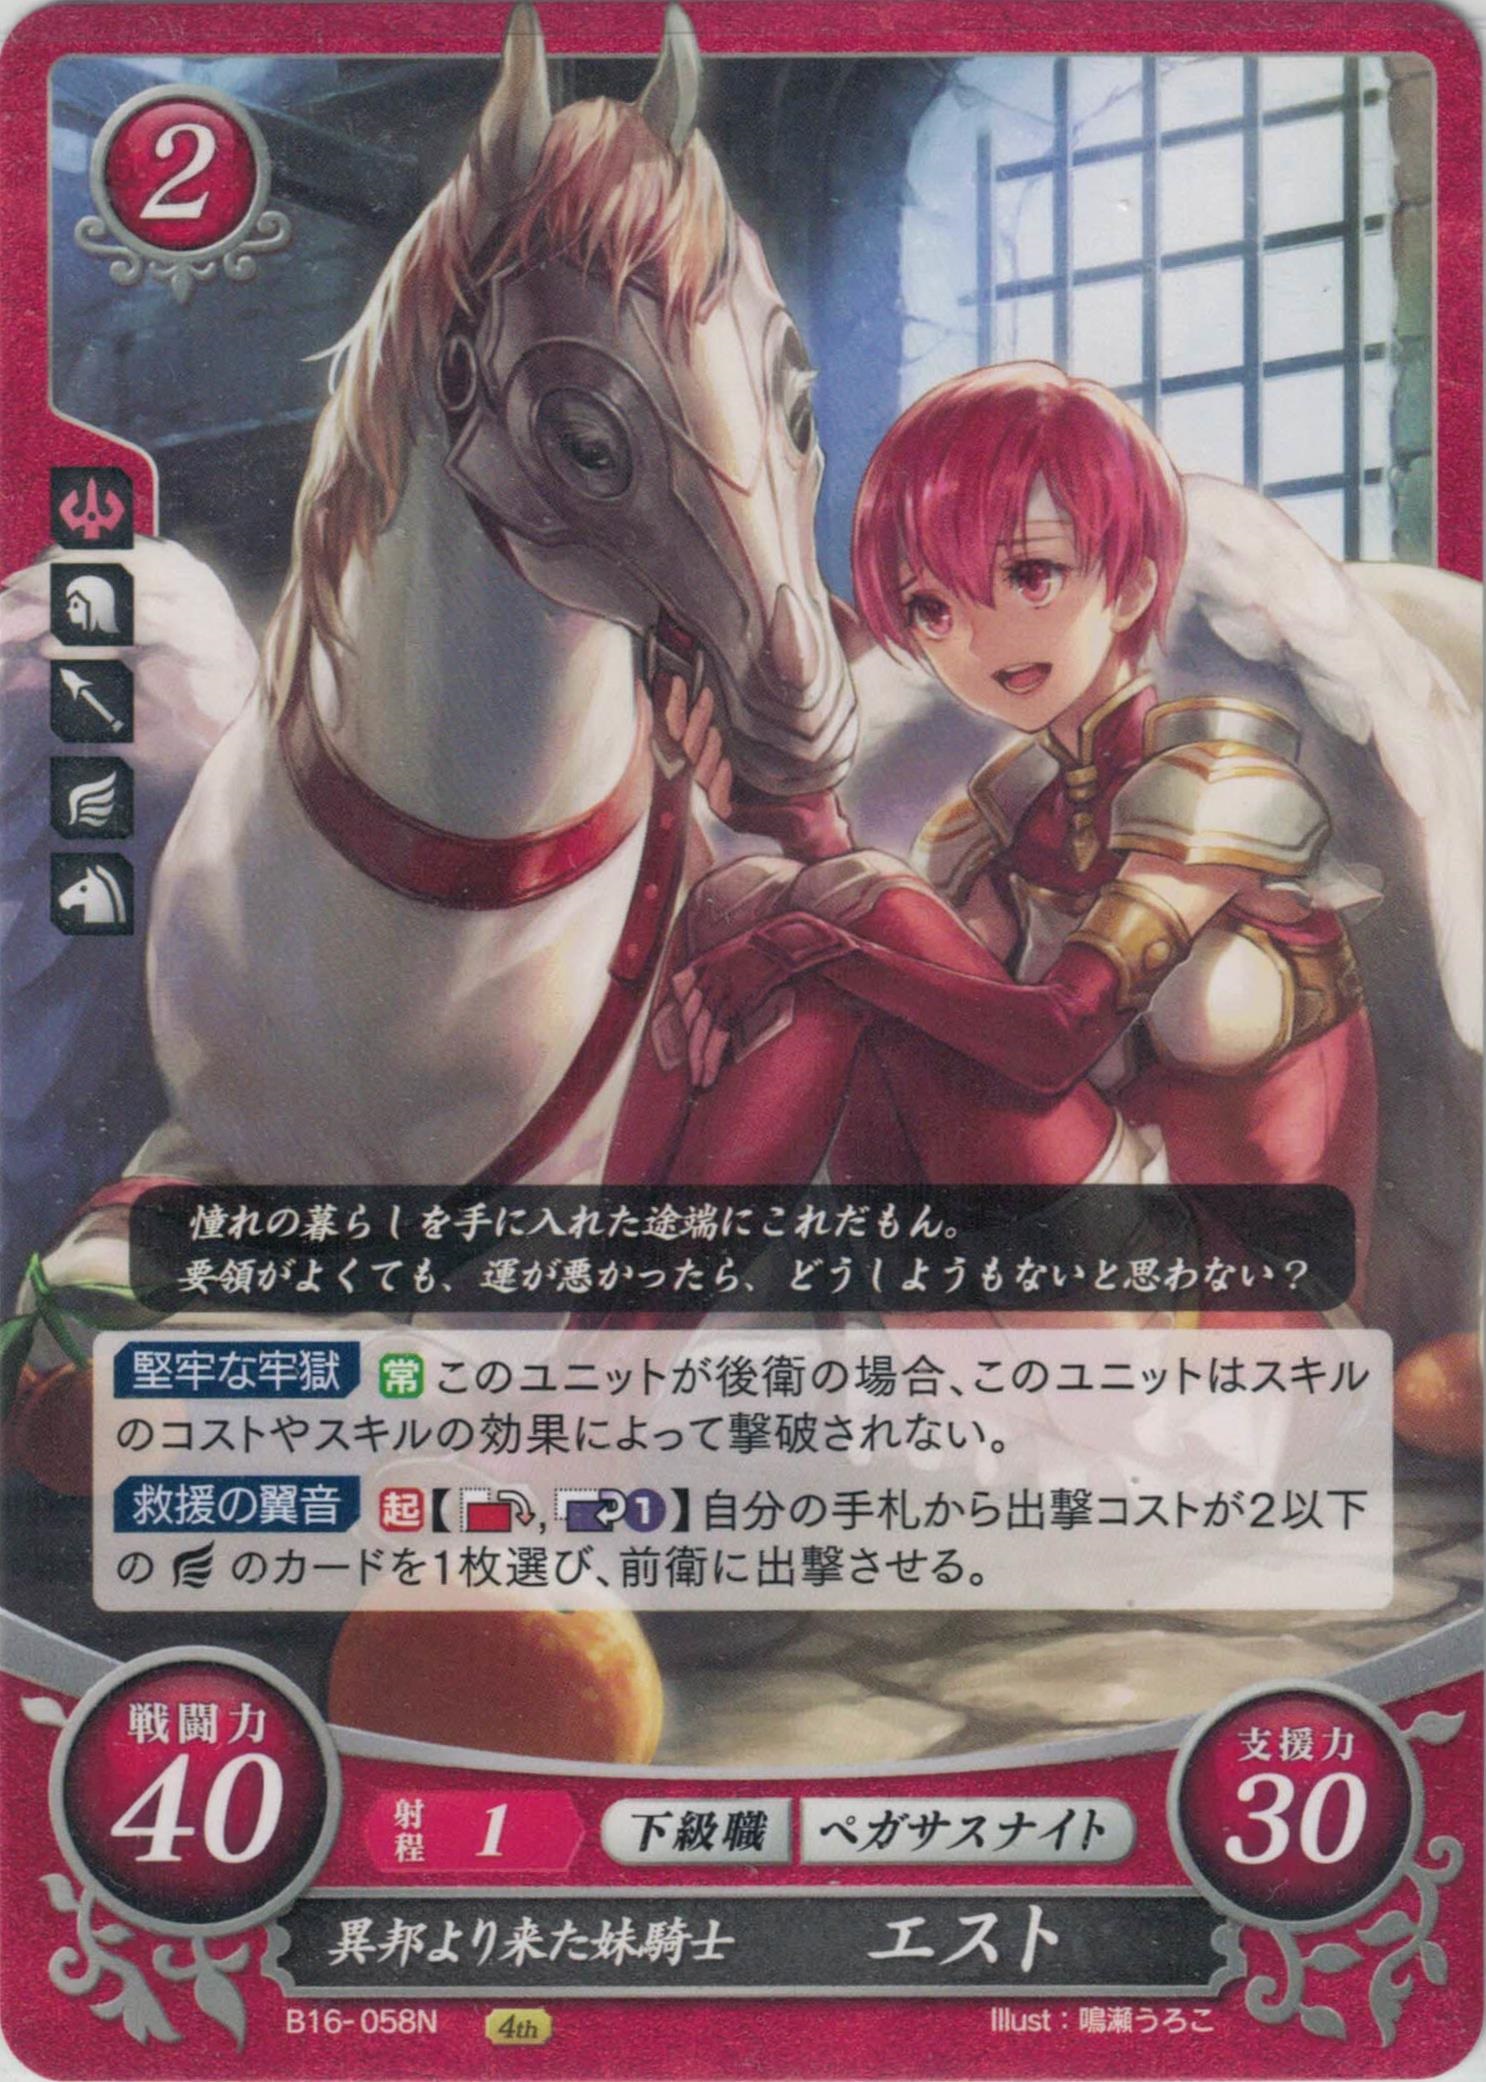 2
憧れの暮らしを手に入れた途端にこれだもん。
要領がよくても、運が悪かったら、どうしようもないと思わない？
堅牢な牢獄 常 このユニットが後衛の場合、このユニットはスキル
のコストやスキルの効果によって撃破されない。
救援の翼音 起【 , 1】自分の手札から出撃コストが2以下
の のカードを1枚選び、前衛に出撃させる。
戦闘力
40
射程 1
下級職 ペガサスナイト
支援力
30
異邦より来た妹騎士 エスト
B16-058N 4th Illust：鳴瀬うろこ